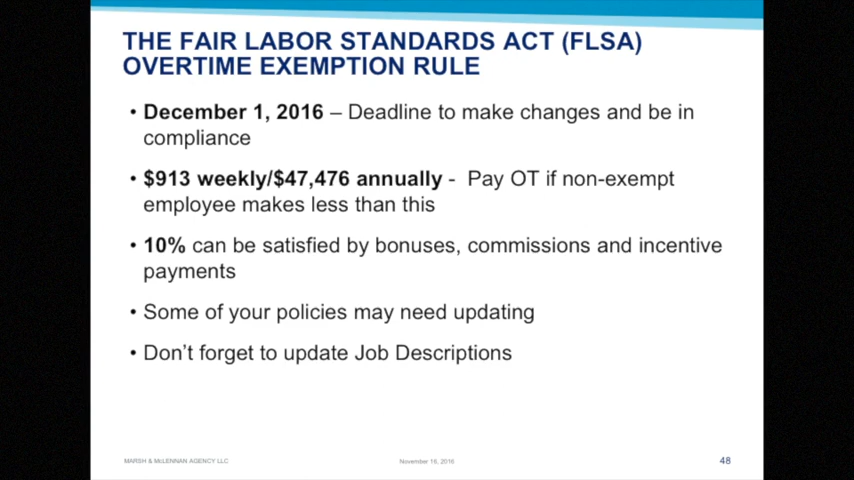 THE FAIR LABOR STANDARDS ACT (FLSA)
OVERTIME EXEMPTION RULE
• December 1, 2016 – Deadline to make changes and be in
compliance
• $913 weekly/$47,476 annually - Pay OT if non-exempt
employee makes less than this
• 10% can be satisfied by bonuses, commissions and incentive
payments
• Some of your policies may need updating
• Don’t forget to update Job Descriptions
MARSH & McLENNAN AGENCY LLC
November 16, 2016
48